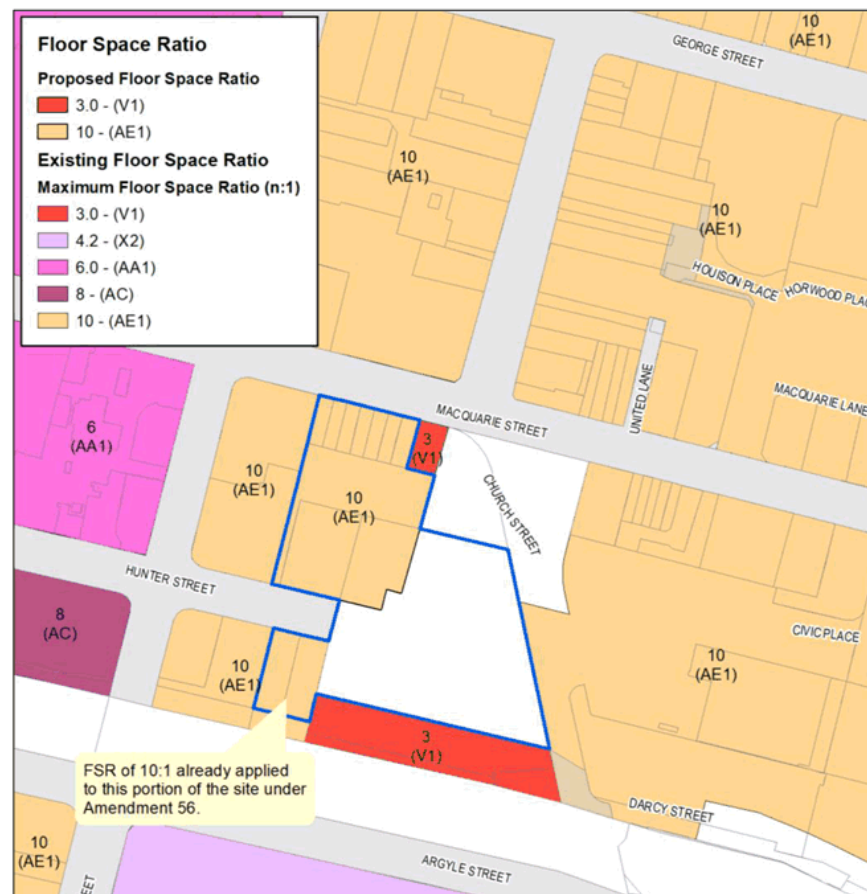 Floor Space Ratio
Proposed Floor Space Ratio
3.0 - (V1)
10 - (AE1)
Existing Floor Space Ratio
Maximum Floor Space Ratio (n:1)
3.0 - (V1)
4.2 - (X2)
6.0 - (AA1)
8 - (AC)
10 - (AE1)
10
(AE1)
GEORGE STREET
10
(AE1)
10
(AE1)
HOUISON PLACE
HORWOOD PLAC
MACQUARIE LANE
UNITED LANE
MACQUARIE STREET
6
(AA1)
3
(V1)
10
(AE1)
10
(AE1)
CHURCH STREET
HUNTER STREET
8
(AC)
CIVIC PLACE
10
(AE1)
10
(AE1)
3
(V1)
FSR of 10:1 already applied
to this portion of the site under
Amendment 56.
DARCY STREET
10
(AE1)
ARGYLE STREET
EET